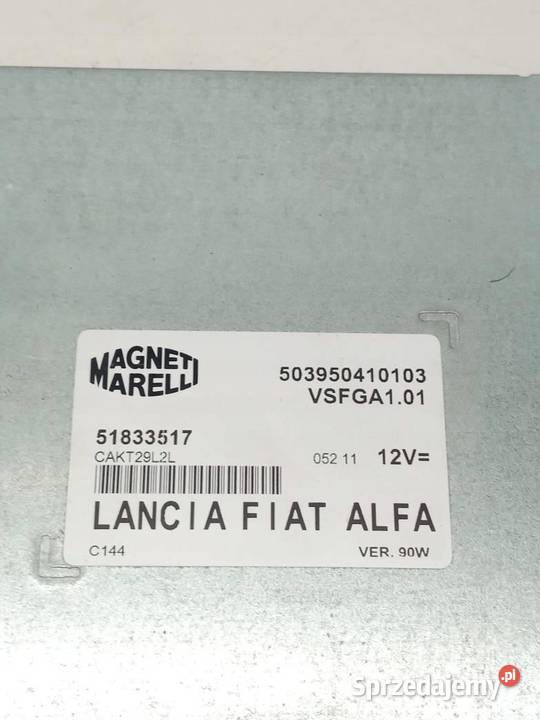 MAGNETI
MARELLI
503950410103
VSFGA1.01
51833517
CAKT29L2L
052 11 12V=
LANCIA FIAT ALFA
C144
VER. 90W
Sprzedajemy.pl